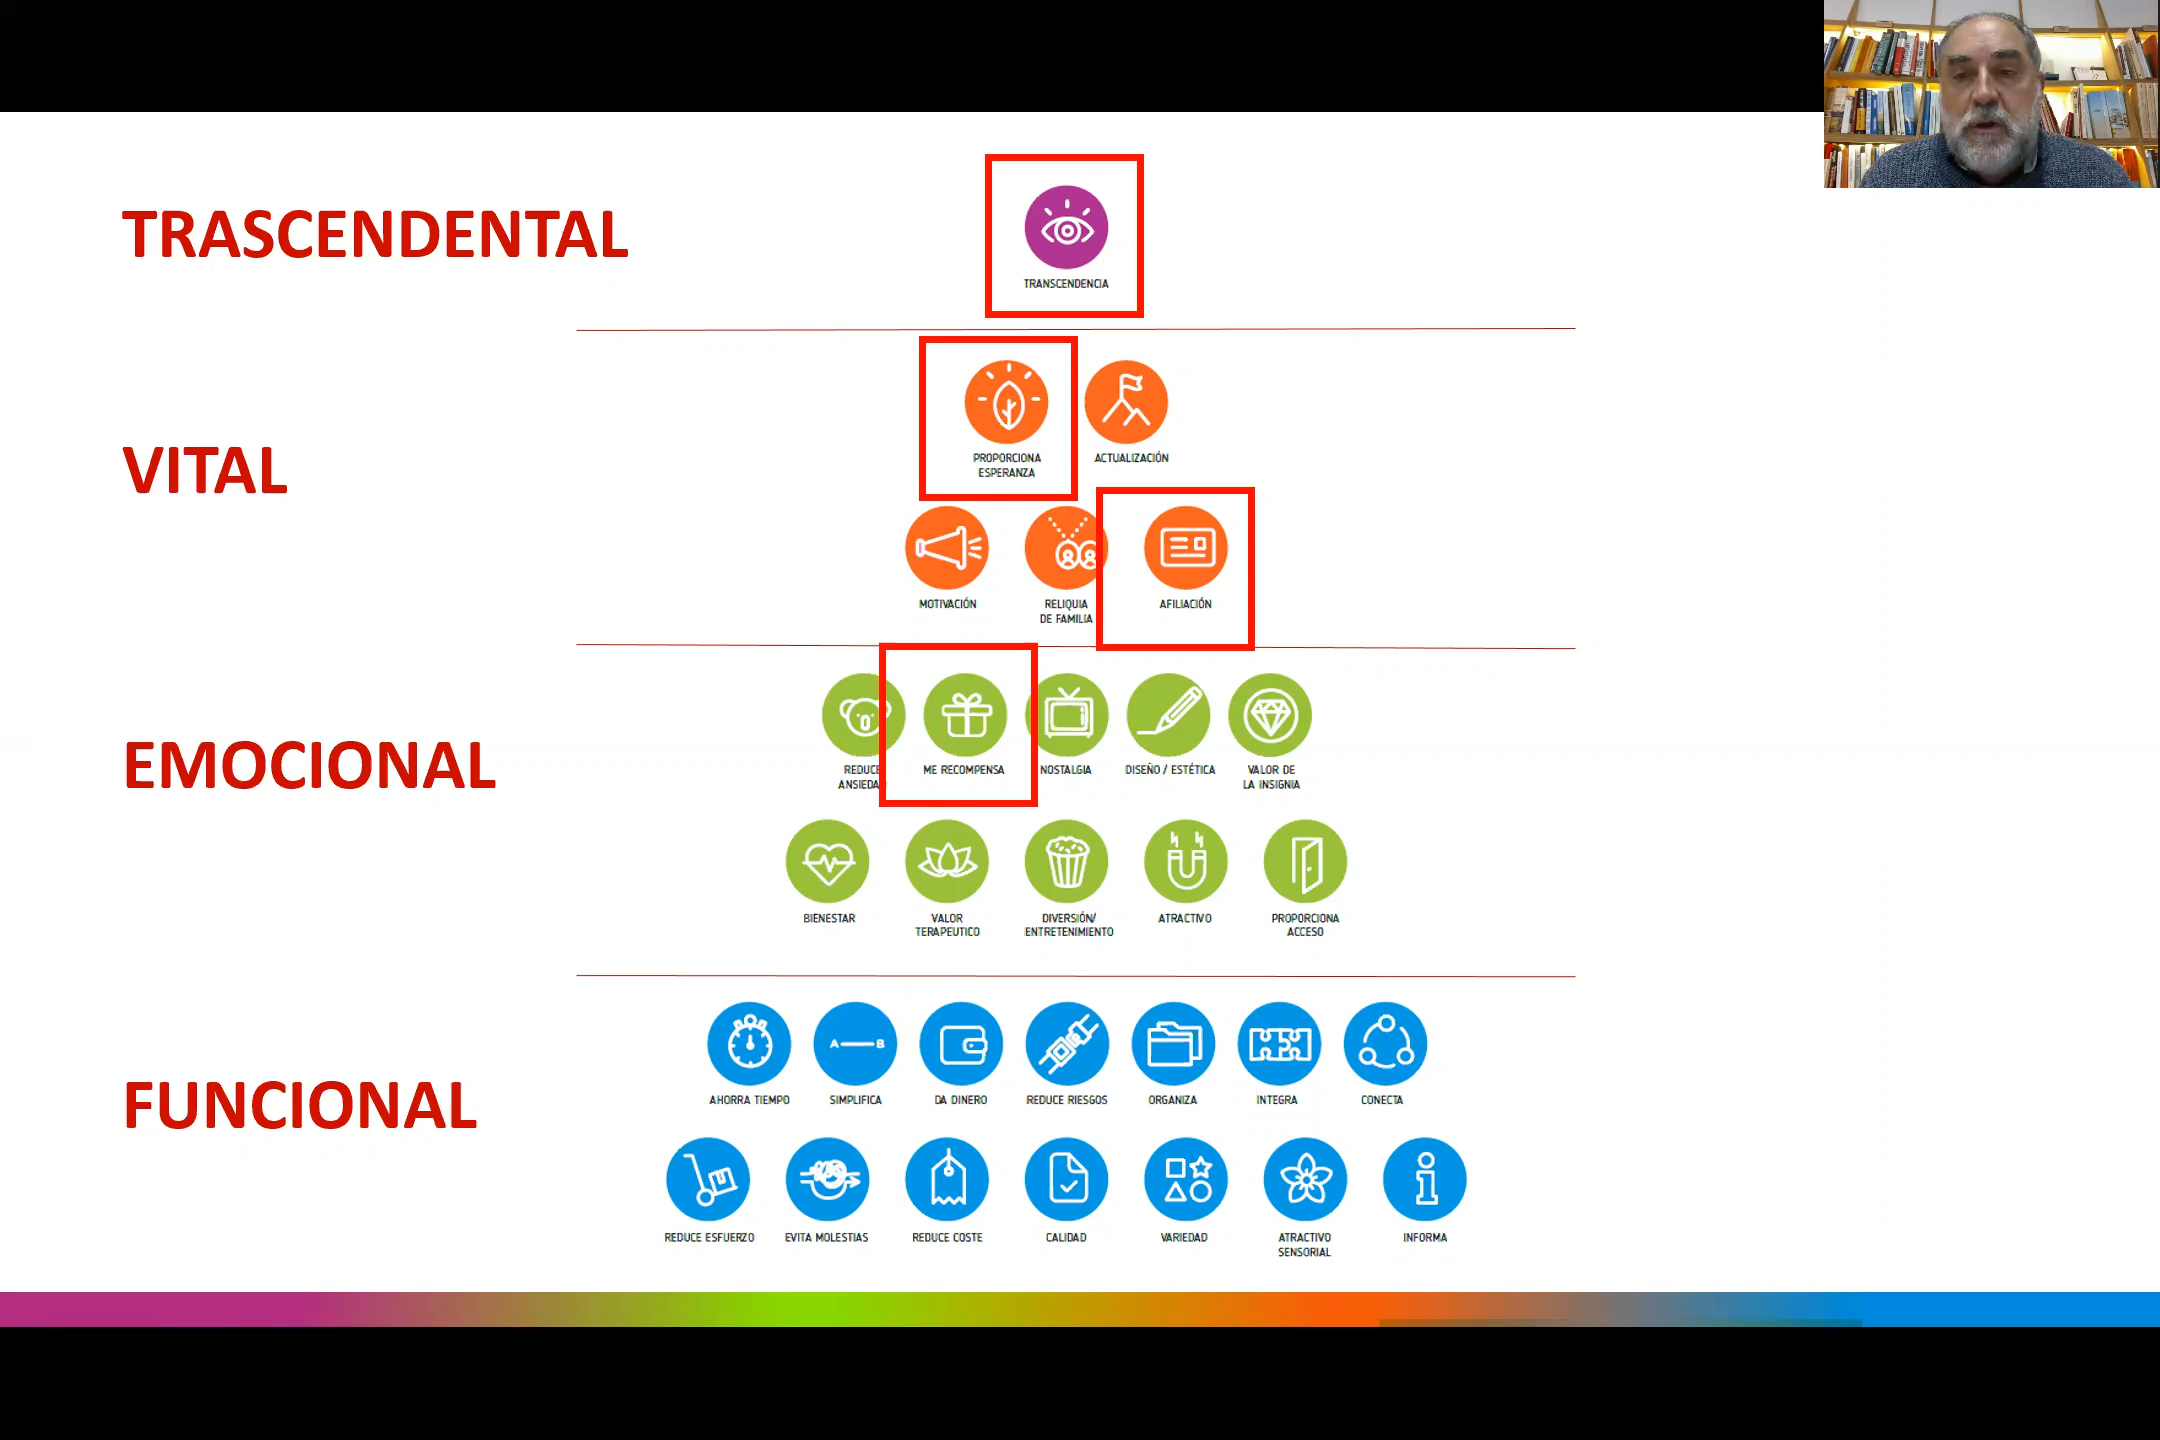 TRASCENDENTAL
TRANSCENDENCIA
VITAL
PROPORCIONA
ESPERANZA
ACTUALIZACIÓN
MOTIVACIÓN
RELIQUIA
DE FAMILIA
AFILIACIÓN
EMOCIONAL
REDUCE
ANSIEDA
ME RECOMPENSA
NOSTALGIA
DISEÑO / ESTÉTICA
VALOR DE
LA INSIGNIA
BIENESTAR
VALOR
TERAPEUTICO
DIVERSIÓN/
ENTRETENIMIENTO
ATRACTIVO
PROPORCIONA
ACCESO
FUNCIONAL
A B
AHORRA TIEMPO
SIMPLIFICA
DA DINERO
REDUCE RIESGOS
ORGANIZA
INTEGRA
CONECTA
REDUCE ESFUERZO
EVITA MOLESTIAS
REDUCE COSTE
CALIDAD
VARIEDAD
ATRACTIVO
SENSORIAL
INFORMA